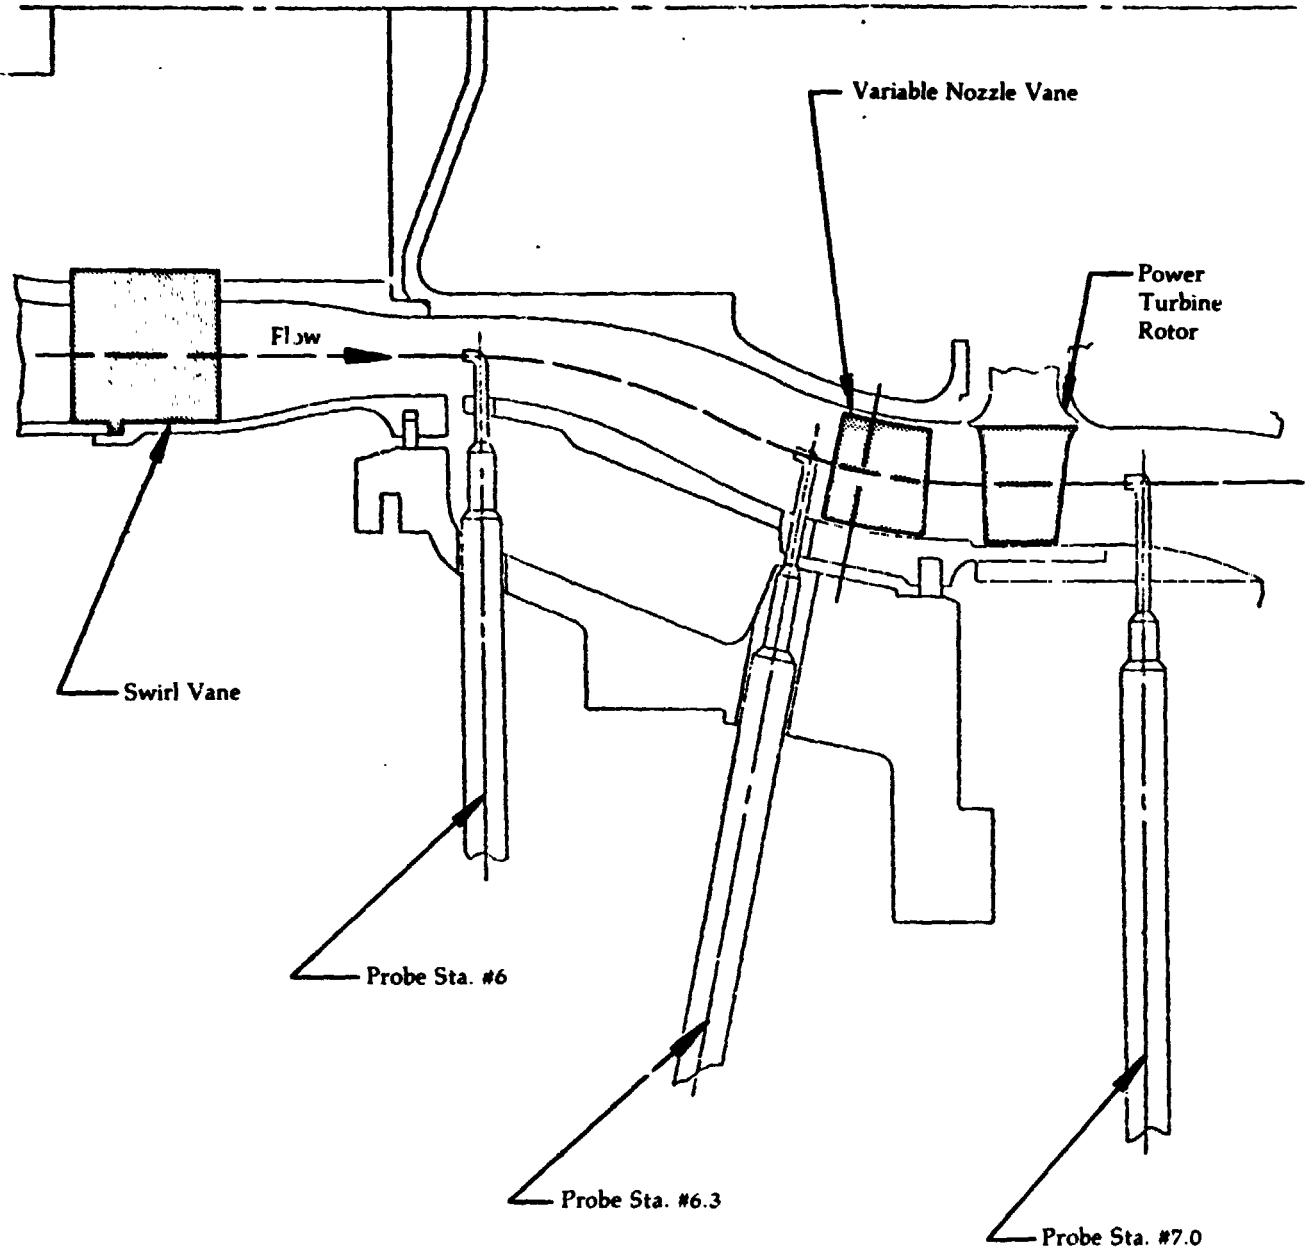 Variable Nozzle Vane
Power
Turbine
Rotor
Flow
Swirl Vane
Probe Sta. #6
Probe Sta. #6.3
Probe Sta. #7.0